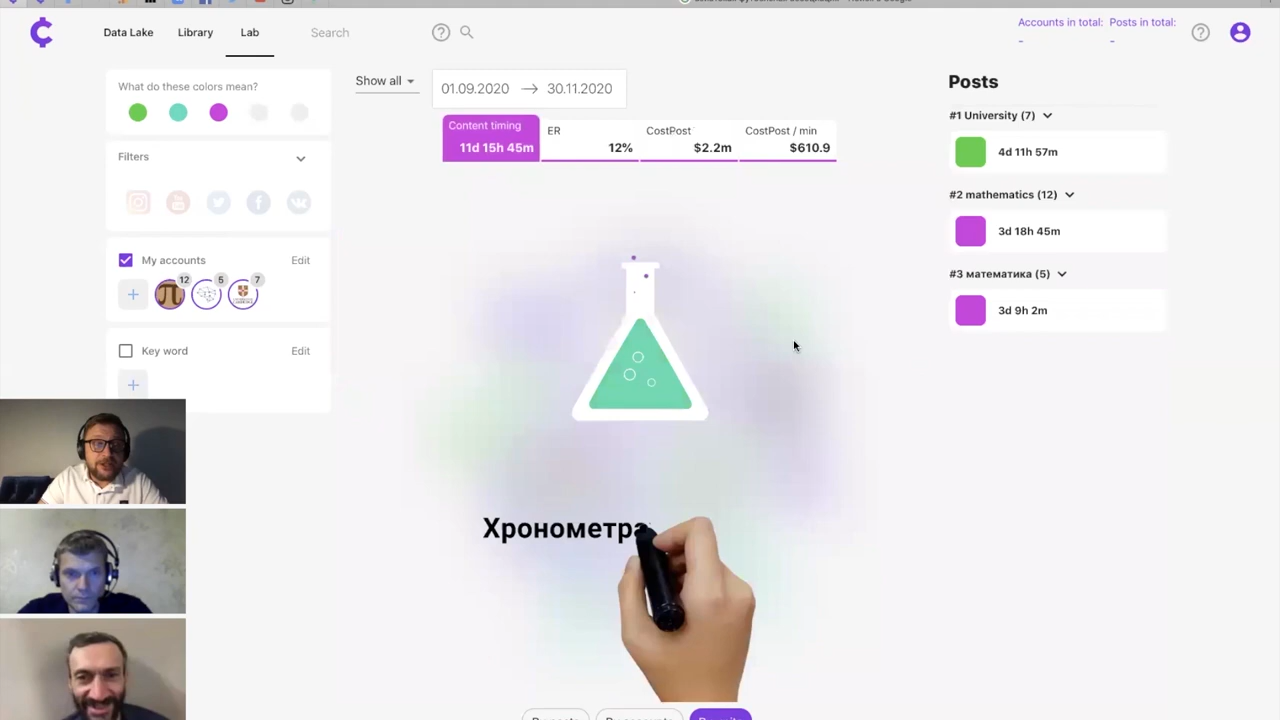 Data Lake
Library
Lab
Search
Accounts in total:
-
Posts in total:
-
What do these colors mean?
Filters
My accounts
Edit
12
5
7
Key word
Edit
Show all
01.09.2020 → 30.11.2020
Content timing
11d 15h 45m
ER
12%
CostPost
$2.2m
CostPost / min
$610.9
Хронометра
Posts
#1 University (7)
4d 11h 57m
#2 mathematics (12)
3d 18h 45m
#3 математика (5)
3d 9h 2m